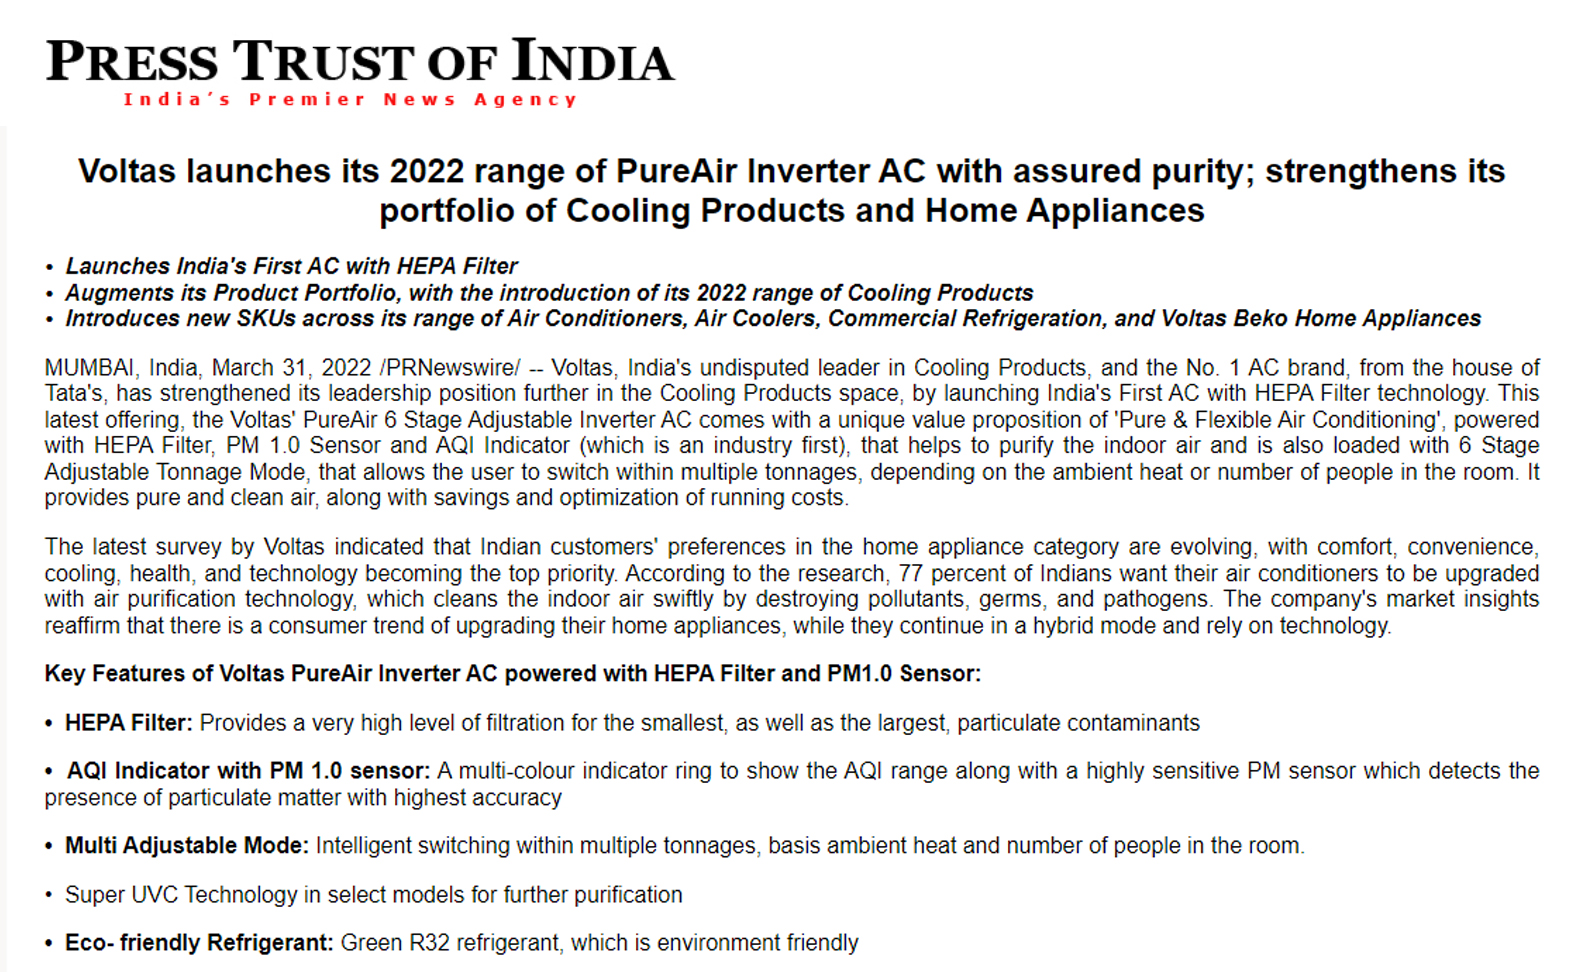 PRESS TRUST OF INDIA
India's Premier News Agency
Voltas launches its 2022 range of PureAir Inverter AC with assured purity; strengthens its
portfolio of Cooling Products and Home Appliances
• Launches India's First AC with HEPA Filter
• Augments its Product Portfolio, with the introduction of its 2022 range of Cooling Products
• Introduces new SKUs across its range of Air Conditioners, Air Coolers, Commercial Refrigeration, and Voltas Beko Home Appliances
MUMBAI, India, March 31, 2022 /PRNewswire/ -- Voltas, India's undisputed leader in Cooling Products, and the No. 1 AC brand, from the house of
Tata's, has strengthened its leadership position further in the Cooling Products space, by launching India's First AC with HEPA Filter technology. This
latest offering, the Voltas' PureAir 6 Stage Adjustable Inverter AC comes with a unique value proposition of 'Pure & Flexible Air Conditioning', powered
with HEPA Filter, PM 1.0 Sensor and AQI Indicator (which is an industry first), that helps to purify the indoor air and is also loaded with 6 Stage
Adjustable Tonnage Mode, that allows the user to switch within multiple tonnages, depending on the ambient heat or number of people in the room. It
provides pure and clean air, along with savings and optimization of running costs.
The latest survey by Voltas indicated that Indian customers' preferences in the home appliance category are evolving, with comfort, convenience,
cooling, health, and technology becoming the top priority. According to the research, 77 percent of Indians want their air conditioners to be upgraded
with air purification technology, which cleans the indoor air swiftly by destroying pollutants, germs, and pathogens. The company's market insights
reaffirm that there is a consumer trend of upgrading their home appliances, while they continue in a hybrid mode and rely on technology.
Key Features of Voltas PureAir Inverter AC powered with HEPA Filter and PM1.0 Sensor:
• HEPA Filter: Provides a very high level of filtration for the smallest, as well as the largest, particulate contaminants
• AQI Indicator with PM 1.0 sensor: A multi-colour indicator ring to show the AQI range along with a highly sensitive PM sensor which detects the
presence of particulate matter with highest accuracy
• Multi Adjustable Mode: Intelligent switching within multiple tonnages, basis ambient heat and number of people in the room.
• Super UVC Technology in select models for further purification
• Eco- friendly Refrigerant: Green R32 refrigerant, which is environment friendly